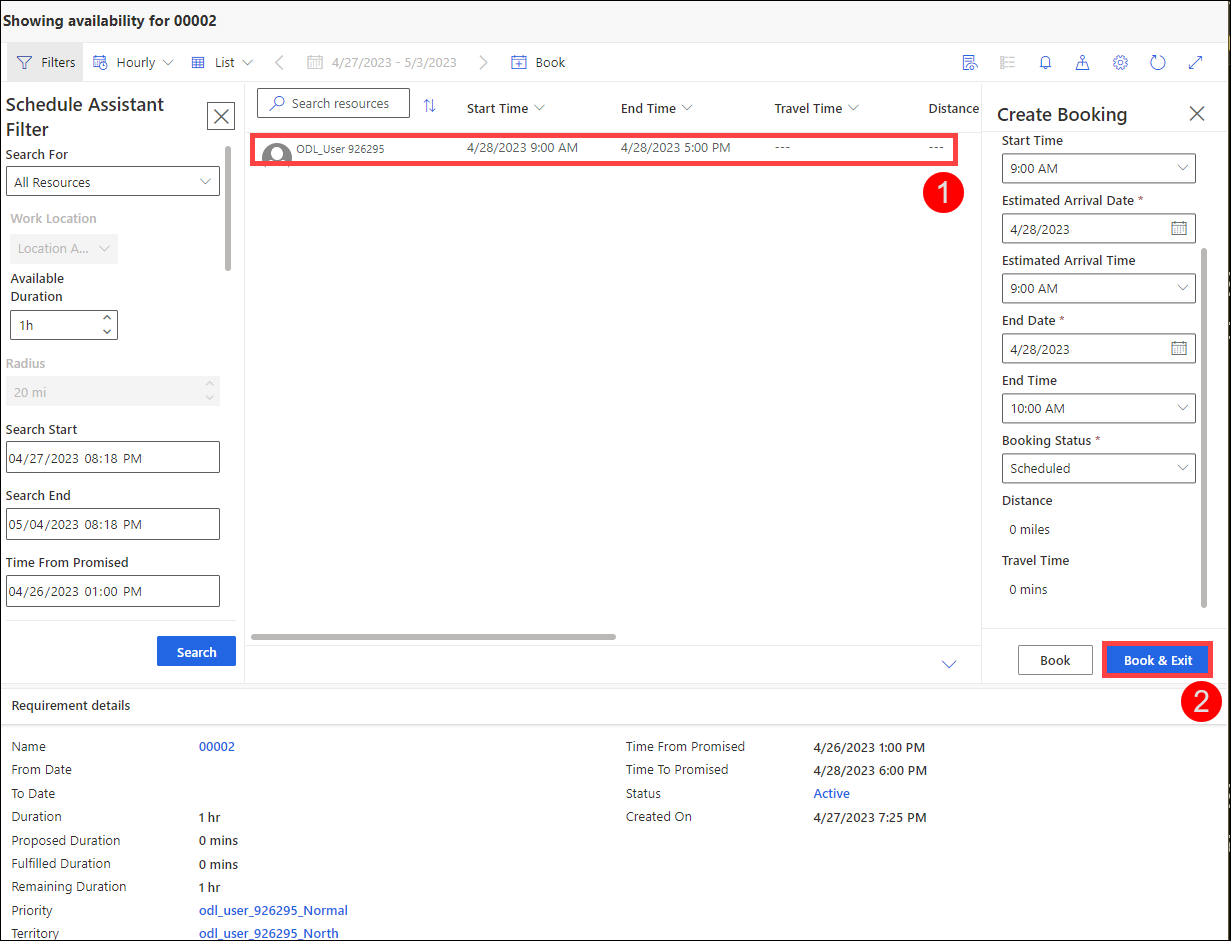 Showing availability for 00002
Filters
Hourly
List
4/27/2023 - 5/3/2023
Book
Schedule Assistant
Filter
Search For
All Resources
Work Location
Location A...
Available
Duration
1h
Radius
20 mi
Search Start
04/27/2023 08:18 PM
Search End
05/04/2023 08:18 PM
Time From Promised
04/26/2023 01:00 PM
Search
Search resources
Start Time
End Time
Travel Time
Distance
ODL_User 926295
4/28/2023 9:00 AM
4/28/2023 5:00 PM
---
---
1
Create Booking
Start Time
9:00 AM
Estimated Arrival Date *
4/28/2023
Estimated Arrival Time
9:00 AM
End Date *
4/28/2023
End Time
10:00 AM
Booking Status *
Scheduled
Distance
0 miles
Travel Time
0 mins
Book
Book & Exit
2
Requirement details
Name 00002
From Date
To Date
Duration 1 hr
Proposed Duration 0 mins
Fulfilled Duration 0 mins
Remaining Duration 1 hr
Priority odl_user_926295_Normal
Territory odl_user_926295_North
Time From Promised 4/26/2023 1:00 PM
Time To Promised 4/28/2023 6:00 PM
Status Active
Created On 4/27/2023 7:25 PM